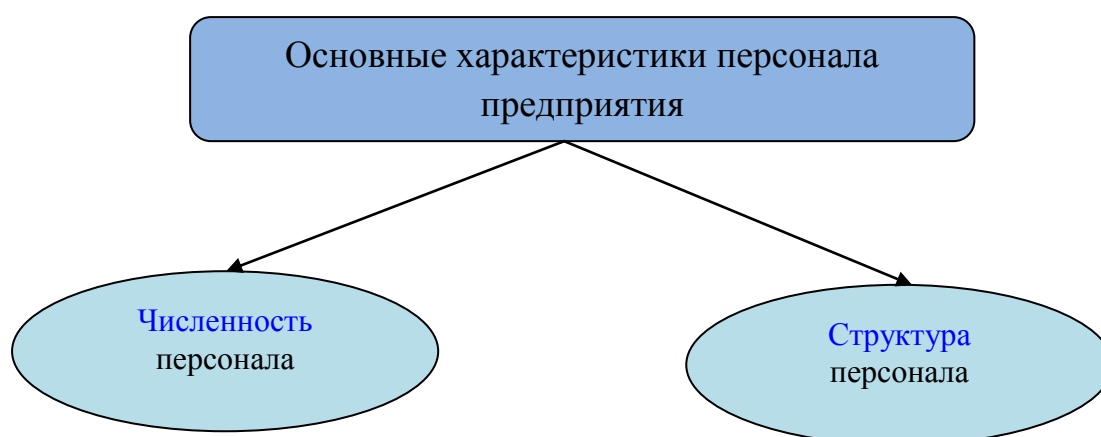 Основные характеристики персонала
предприятия
Численность
персонала
Структура
персонала